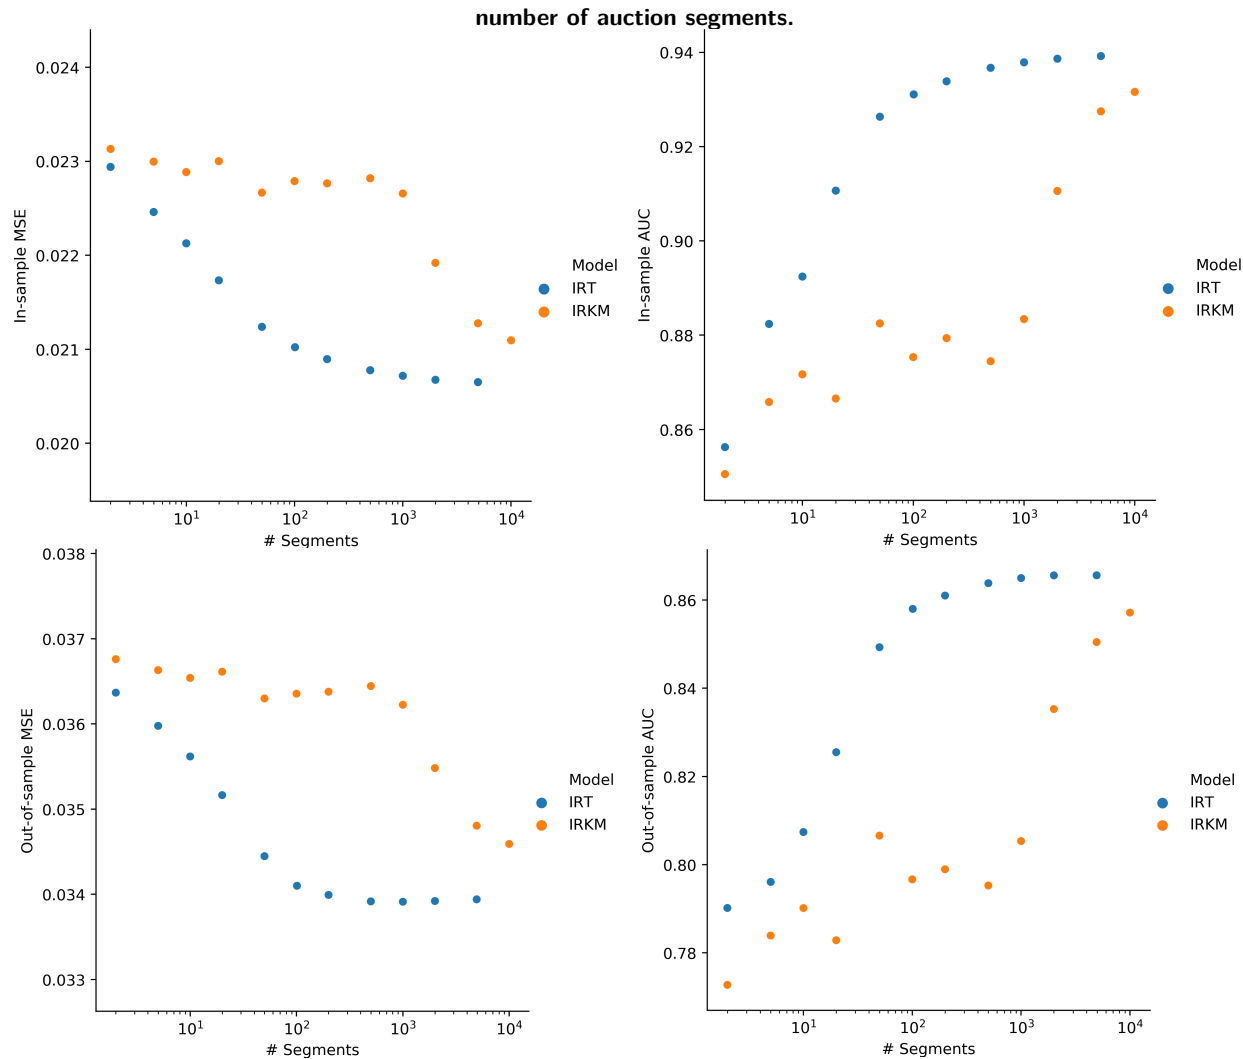 number of auction segments.
0.024
0.023
0.022
0.021
0.020
In-sample MSE
10¹
10²
10³
10⁴
# Segments
Model
IRT
IRKM
0.94
0.92
0.90
0.88
0.86
In-sample AUC
10¹
10²
10³
10⁴
# Segments
Model
IRT
IRKM
0.038
0.037
0.036
0.035
0.034
0.033
Out-of-sample MSE
10¹
10²
10³
10⁴
# Segments
Model
IRT
IRKM
0.86
0.84
0.82
0.80
0.78
Out-of-sample AUC
10¹
10²
10³
10⁴
# Segments
Model
IRT
IRKM